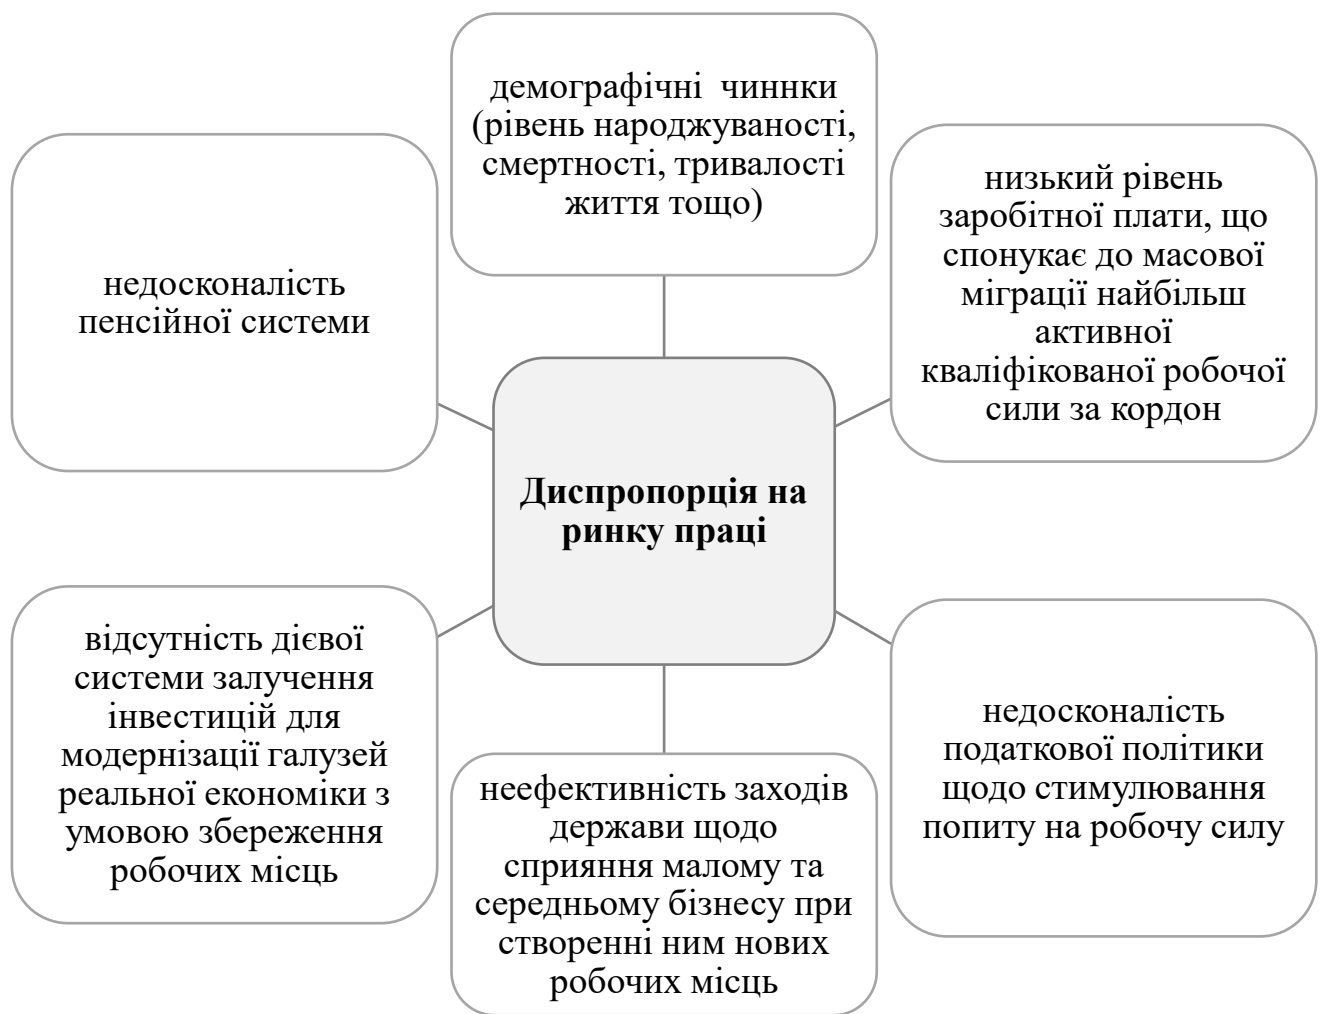 демографічні чиннки
(рівень народжуваності,
смертності, тривалості
життя тощо)
низький рівень
заробітної плати, що
спонукає до масової
міграції найбільш
активної
кваліфікованої робочої
сили за кордон
недосконалість
податкової політики
щодо стимулювання
попиту на робочу силу
неефективність заходів
держави щодо
сприяння малому та
середньому бізнесу при
створенні ним нових
робочих місць
відсутність дієвої
системи залучення
інвестицій для
модернізації галузей
реальної економіки з
умовою збереження
робочих місць
недосконалість
пенсійної системи
Диспропорція на
ринку праці